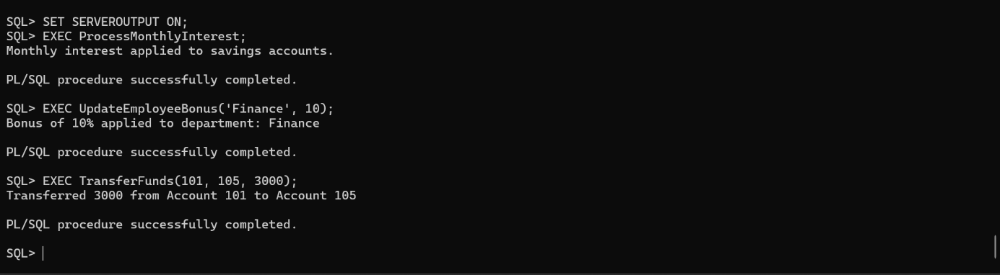 SQL> SET SERVEROUTPUT ON;
SQL> EXEC ProcessMonthlyInterest;
Monthly interest applied to savings accounts.
PL/SQL procedure successfully completed.
SQL> EXEC UpdateEmployeeBonus('Finance', 10);
Bonus of 10% applied to department: Finance
PL/SQL procedure successfully completed.
SQL> EXEC TransferFunds(101, 105, 3000);
Transferred 3000 from Account 101 to Account 105
PL/SQL procedure successfully completed.
SQL>